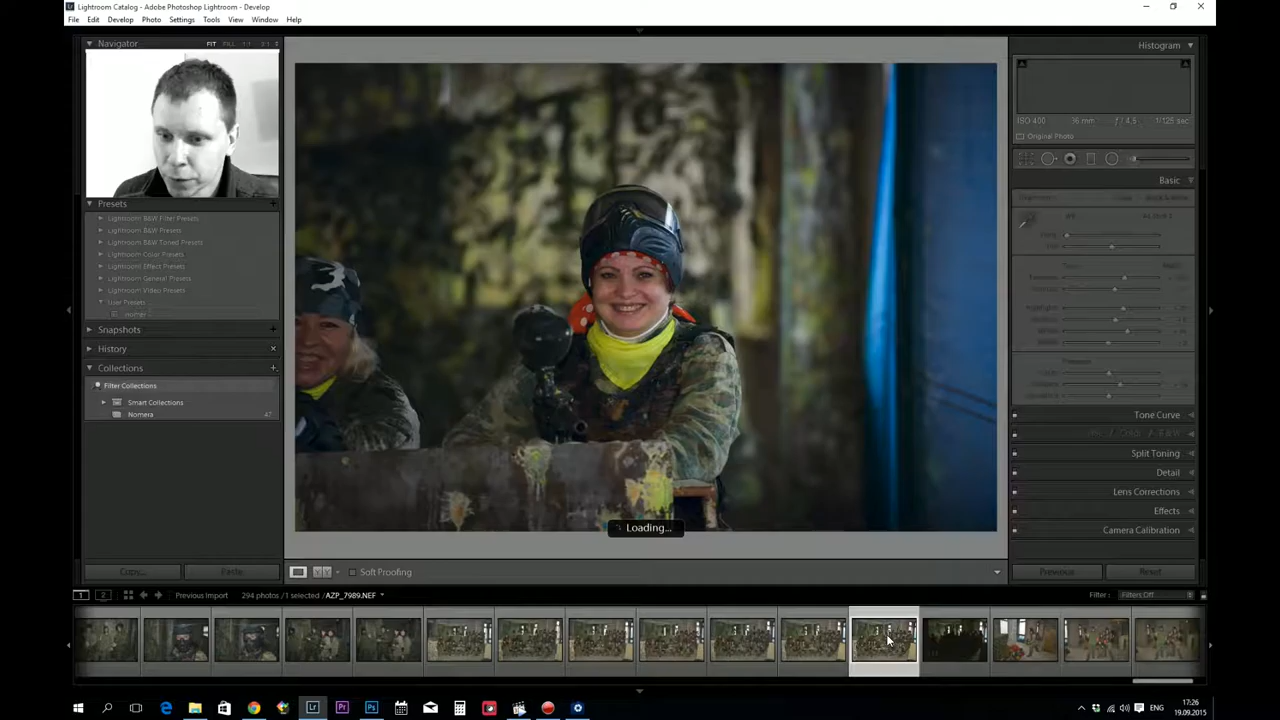 Lightroom Catalog - Adobe Photoshop Lightroom - Develop
File Edit Develop Photo Settings Tools View Window Help
Navigator FIT FILL 1:1 3:1
Histogram
ISO 400 f / 4,5 1/125 sec
Original Photo
Basic
Presets
Lightroom B&W Filter Presets
Lightroom B&W Presets
Lightroom B&W Toned Presets
Lightroom Color Presets
Lightroom Effect Presets
Lightroom General Presets
Lightroom Video Presets
User Presets
Snapshots
History
Collections
Filter Collections
Smart Collections
Nomera 47
Tone Curve
Split Toning
Detail
Lens Corrections
Effects
Camera Calibration
Loading...
Copy... Paste
Soft Proofing
Previous Reset
1 2 Previous Import 294 photos / 1 selected / AZP_7989.NEF
Filter : Filters Off
ENG
17:26
19.09.2015